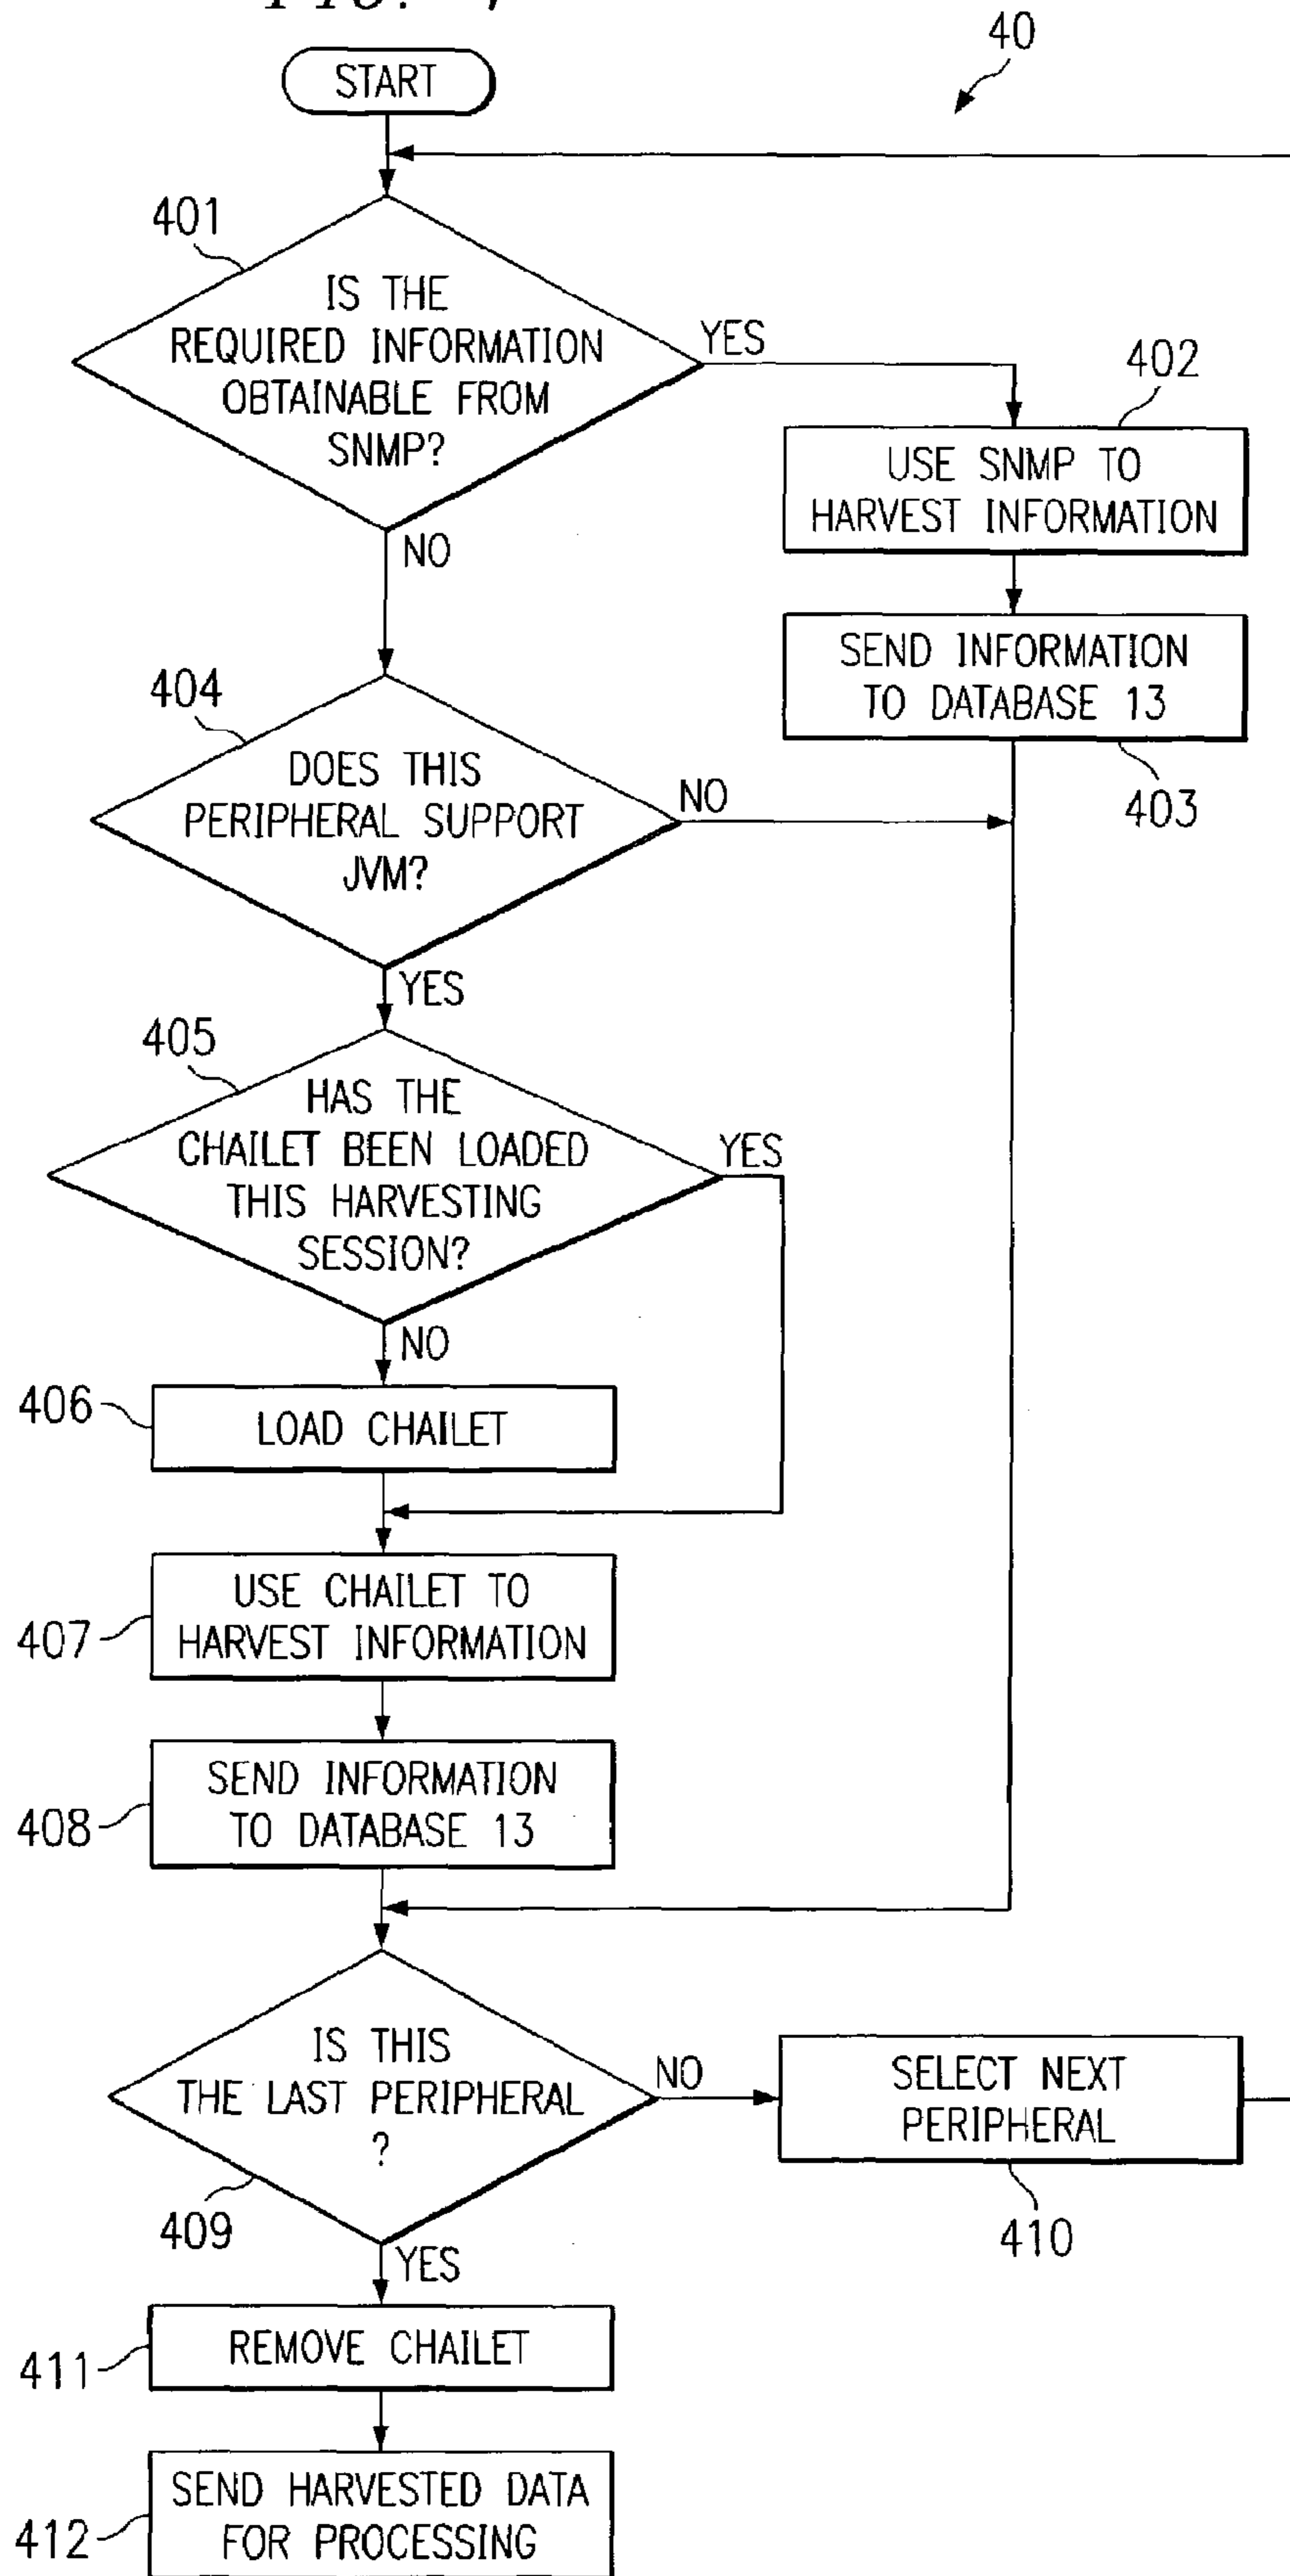 START
40
401
IS THE
REQUIRED INFORMATION
OBTAINABLE FROM
SNMP?
YES
402
USE SNMP TO
HARVEST INFORMATION
NO
SEND INFORMATION
TO DATABASE 13
403
404
DOES THIS
PERIPHERAL SUPPORT
JVM?
NO
YES
405
HAS THE
CHAILET BEEN LOADED
THIS HARVESTING
SESSION?
YES
NO
406
LOAD CHAILET
407
USE CHAILET TO
HARVEST INFORMATION
408
SEND INFORMATION
TO DATABASE 13
IS THIS
THE LAST PERIPHERAL
?
409
NO
SELECT NEXT
PERIPHERAL
410
YES
411
REMOVE CHAILET
412
SEND HARVESTED DATA
FOR PROCESSING